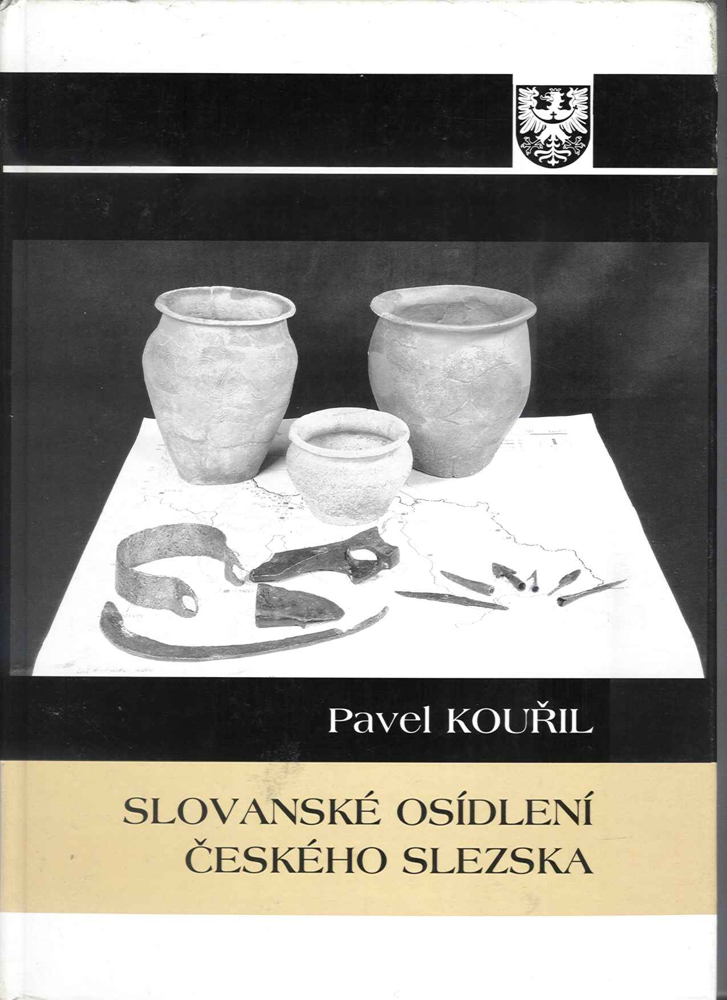 Pavel KOUŘIL
SLOVANSKÉ OSÍDLENÍ
ČESKÉHO SLEZSKA